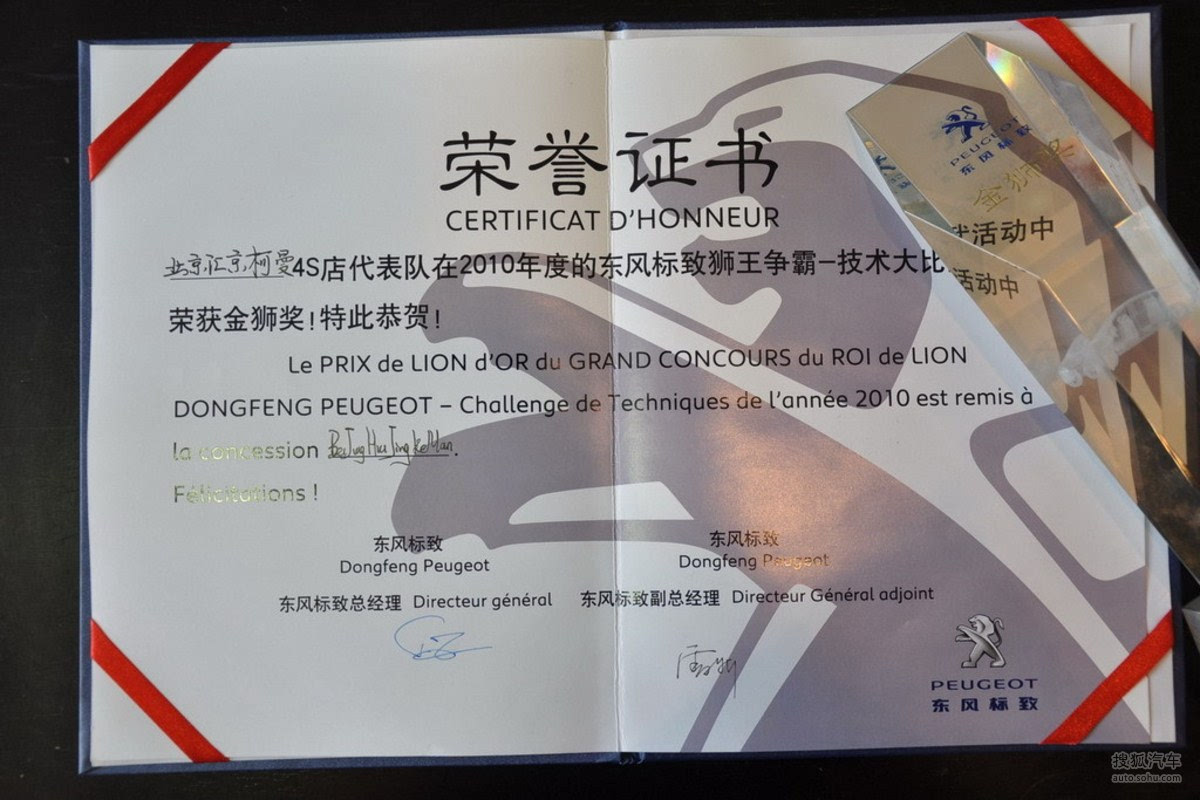 荣誉证书
CERTIFICAT D'HONNEUR
北京汇京柯曼4S店代表队在2010年度的东风标致狮王争霸-技术大比
荣获金狮奖!特此恭贺!
Le PRIX de LION d'OR du GRAND CONCOURS du ROI de LION
DONGFENG PEUGEOT – Challenge de Techniques de l'année 2010 est remis à
la concession BeiJing Hui Jing Ke Man.
Félicitations !
东风标致 东风标致
Dongfeng Peugeot Dongfeng Peugeot
东风标致总经理 Directeur général 东风标致副总经理 Directeur Général adjoint
PEUGEOT
东风标致
PEUGEOT
东风标致
金狮奖
活动中
活动中
搜狐汽车
auto.sohu.com